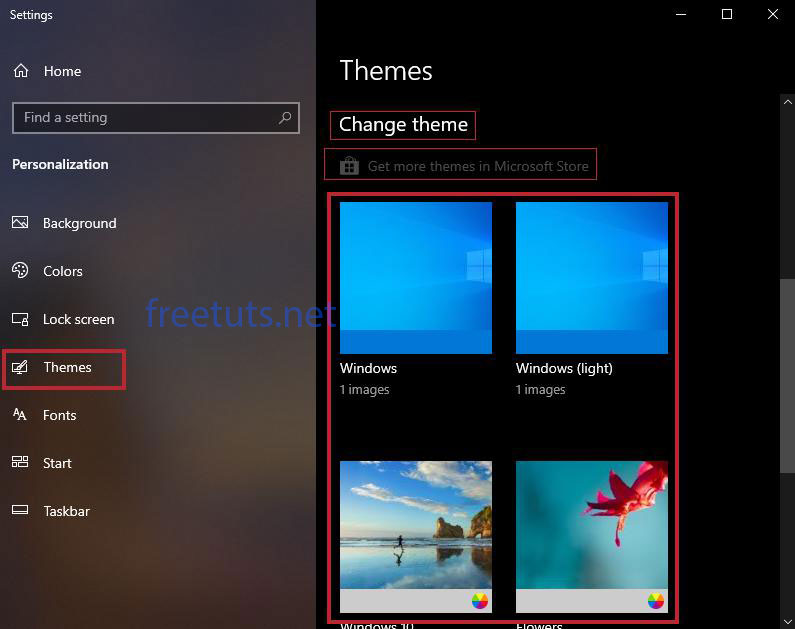 Settings
Home
Find a setting
Personalization
Background
Colors
Lock screen
Themes
Fonts
Start
Taskbar
freetuts.net
Themes
Change theme
Get more themes in Microsoft Store
Windows
1 images
Windows (light)
1 images
Windows 10
Flowers